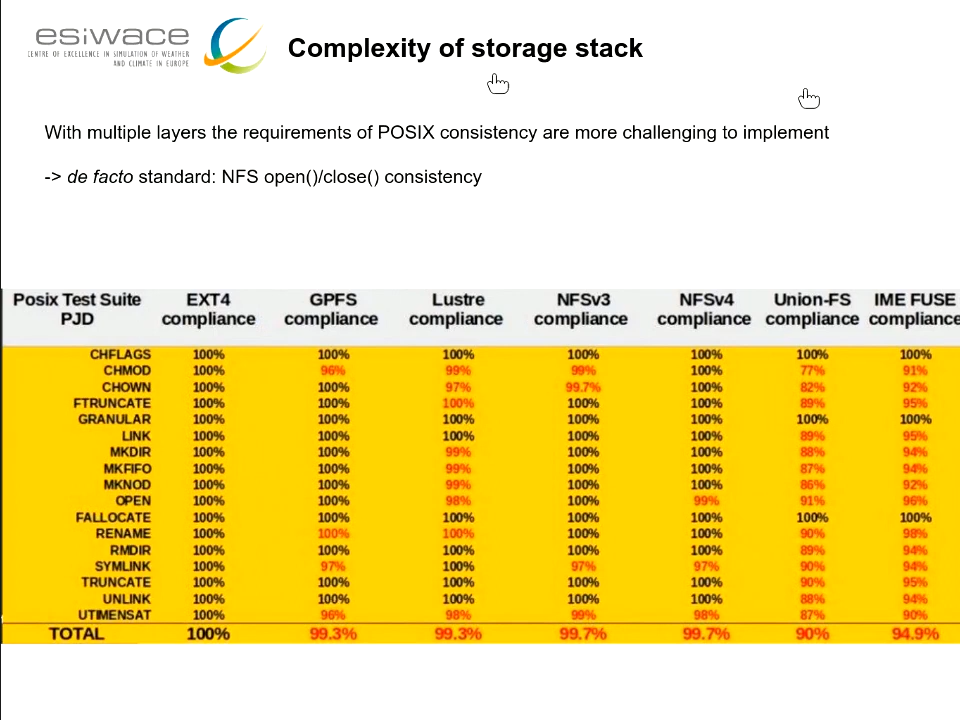 esiwace
CENTRE OF EXCELLENCE IN SIMULATION OF WEATHER
AND CLIMATE IN EUROPE
Complexity of storage stack
With multiple layers the requirements of POSIX consistency are more challenging to implement
-> de facto standard: NFS open()/close() consistency
Posix Test Suite EXT4 GPFS Lustre NFSv3 NFSv4 Union-FS IME FUSE
PJD compliance compliance compliance compliance compliance compliance compliance
CHFLAGS 100% 100% 100% 100% 100% 100% 100%
CHMOD 100% 96% 99% 99% 100% 77% 91%
CHOWN 100% 100% 97% 99.7% 100% 82% 92%
FTRUNCATE 100% 100% 100% 100% 100% 89% 95%
GRANULAR 100% 100% 100% 100% 100% 100% 100%
LINK 100% 100% 100% 100% 100% 89% 95%
MKDIR 100% 100% 99% 100% 100% 88% 94%
MKFIFO 100% 100% 99% 100% 100% 87% 94%
MKNOD 100% 100% 99% 100% 100% 86% 92%
OPEN 100% 100% 98% 100% 99% 91% 96%
FALLOCATE 100% 100% 100% 100% 100% 100% 100%
RENAME 100% 100% 100% 100% 100% 90% 98%
RMDIR 100% 100% 100% 100% 100% 89% 94%
SYMLINK 100% 97% 100% 97% 97% 90% 94%
TRUNCATE 100% 100% 100% 100% 100% 90% 95%
UNLINK 100% 100% 100% 100% 100% 88% 94%
UTIMENSAT 100% 96% 98% 99% 98% 87% 90%
TOTAL 100% 99.3% 99.3% 99.7% 99.7% 90% 94.9%